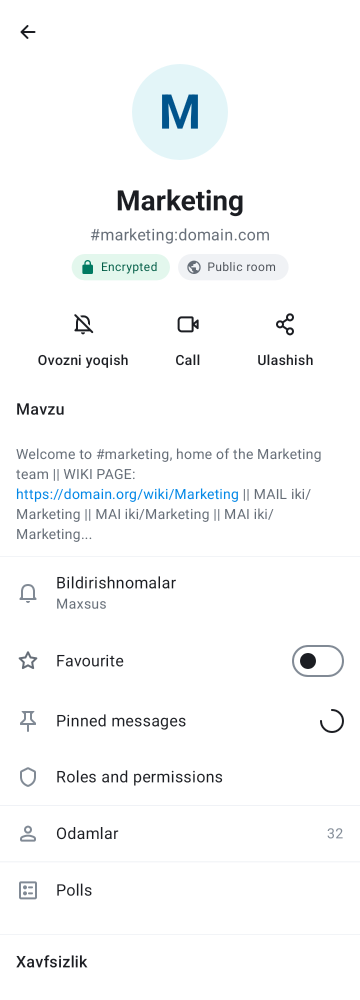 M
Marketing
#marketing:domain.com
Encrypted Public room
Ovozni yoqish Call Ulashish
Mavzu
Welcome to #marketing, home of the Marketing
team || WIKI PAGE:
https://domain.org/wiki/Marketing || MAIL iki/
Marketing || MAI iki/Marketing || MAI iki/
Marketing...
Bildirishnomalar
Maxsus
Favourite
Pinned messages
Roles and permissions
Odamlar 32
Polls
Xavfsizlik